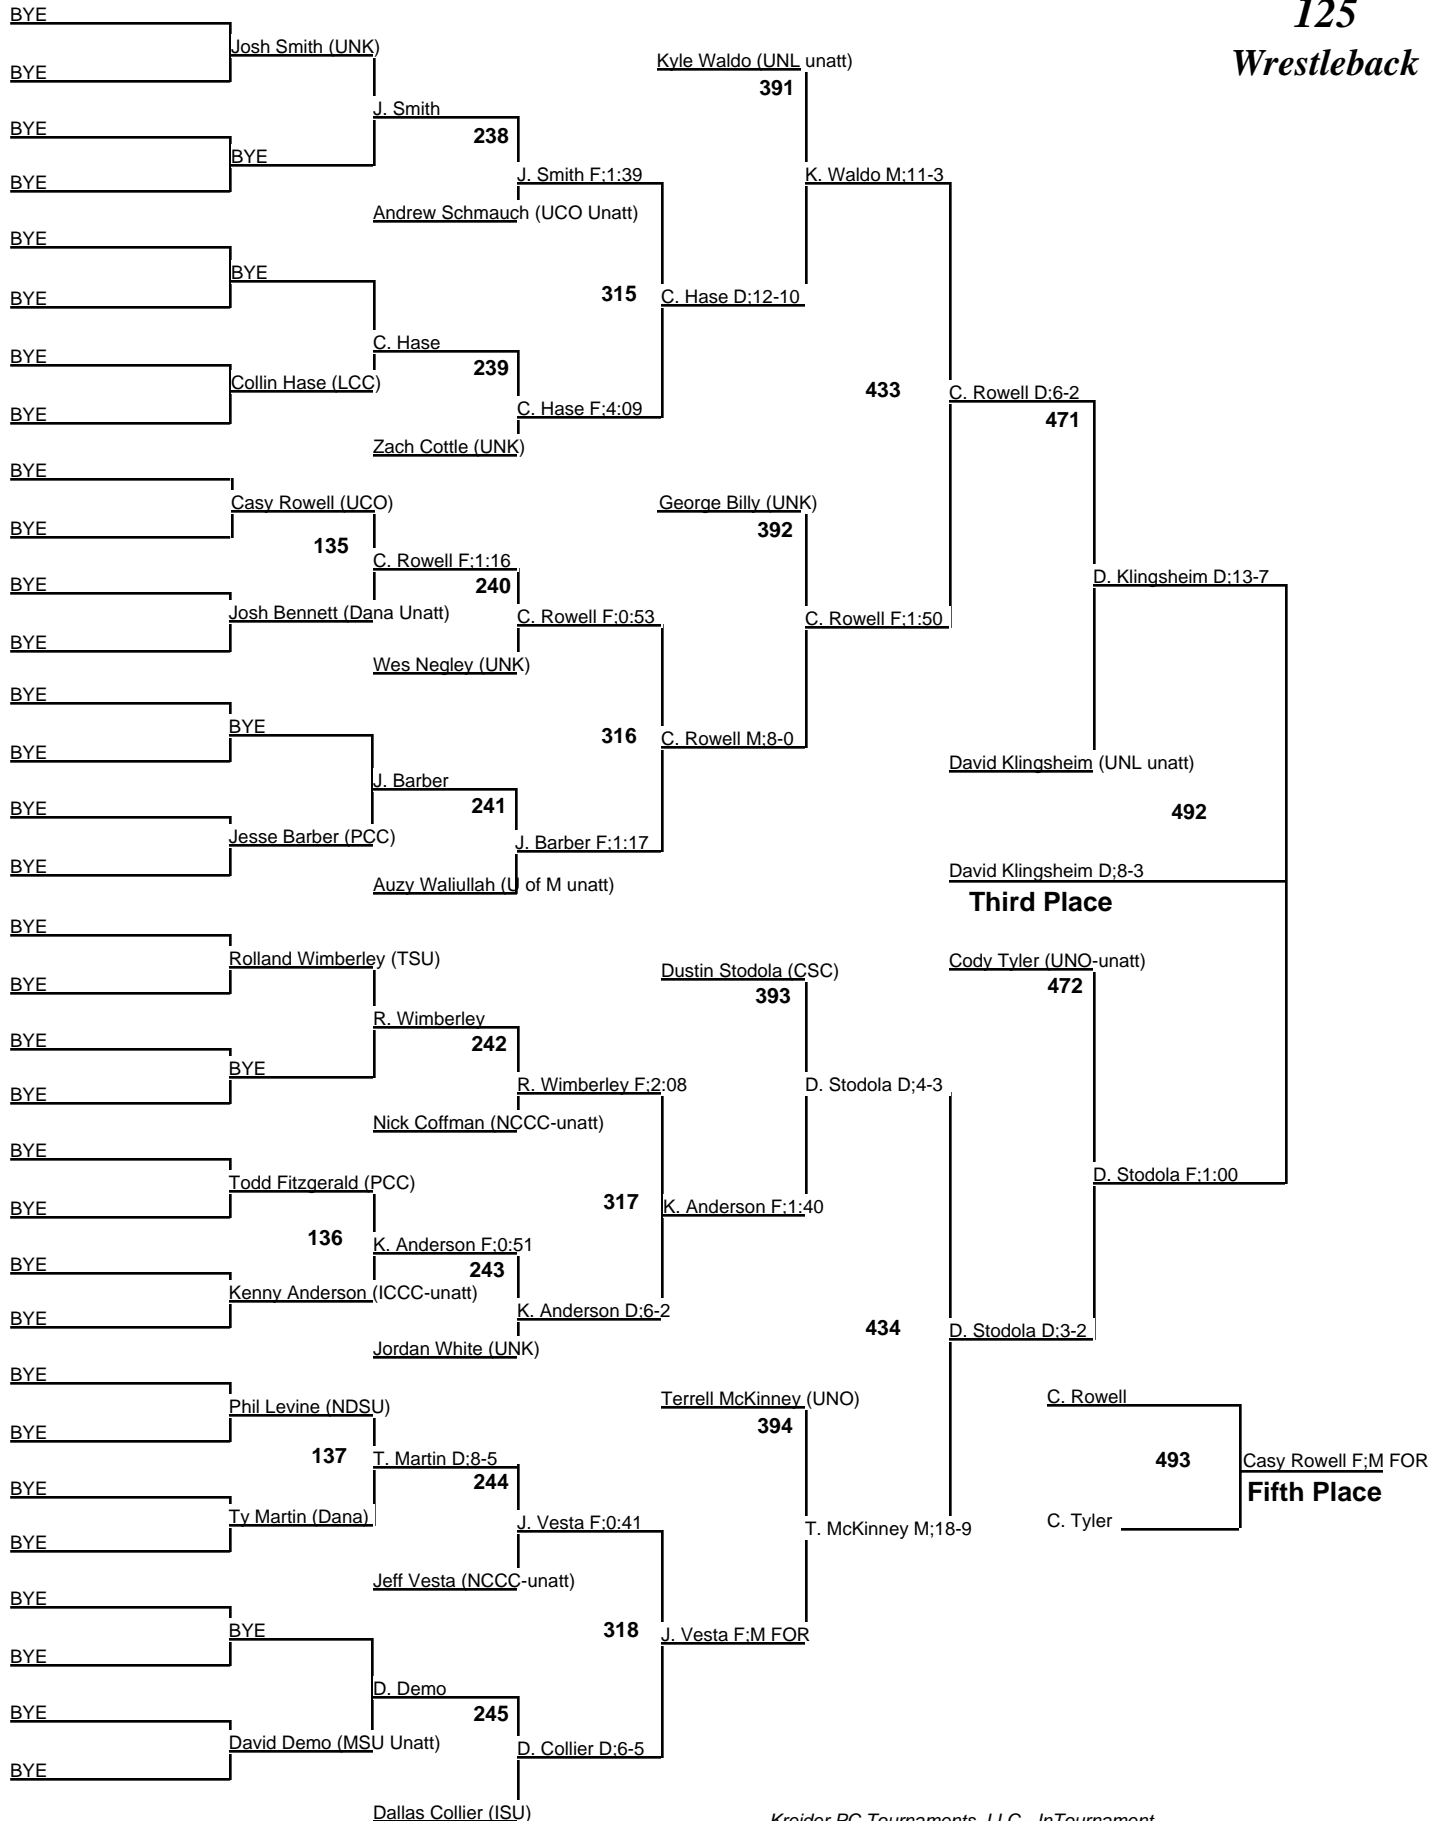 125
Wrestleback
BYE
Josh Smith (UNK)
Kyle Waldo (UNL unatt)
BYE
391
J. Smith
BYE
238
BYE
J. Smith F;1:39
K. Waldo M;11-3
BYE
Andrew Schmauch (UCO Unatt)
BYE
BYE
315
C. Hase D;12-10
BYE
C. Hase
BYE
239
Collin Hase (LCC)
433
C. Rowell D;6-2
BYE
C. Hase F;4:09
471
Zach Cottle (UNK)
BYE
Casy Rowell (UCO)
George Billy (UNK)
BYE
392
135
C. Rowell F;1:16
D. Klingsheim D;13-7
BYE
240
Josh Bennett (Dana Unatt)
C. Rowell F;0:53
C. Rowell F;1:50
BYE
Wes Negley (UNK)
BYE
BYE
316
C. Rowell M;8-0
BYE
David Klingsheim (UNL unatt)
J. Barber
BYE
241
492
Jesse Barber (PCC)
J. Barber F;1:17
BYE
David Klingsheim D;8-3
Auzy Waliullah (U of M unatt)
Third Place
BYE
Rolland Wimberley (TSU)
Dustin Stodola (CSC)
Cody Tyler (UNO-unatt)
BYE
393
472
R. Wimberley
BYE
242
BYE
R. Wimberley F;2:08
D. Stodola D;4-3
BYE
Nick Coffman (NCCC-unatt)
BYE
Todd Fitzgerald (PCC)
D. Stodola F;1:00
BYE
317
K. Anderson F;1:40
136
K. Anderson F;0:51
BYE
243
Kenny Anderson (ICCC-unatt)
BYE
K. Anderson D;6-2
434
D. Stodola D;3-2
Jordan White (UNK)
BYE
Phil Levine (NDSU)
Terrell McKinney (UNO)
C. Rowell
BYE
394
137
T. Martin D;8-5
493
Casy Rowell F;M FOR
BYE
244
Fifth Place
Ty Martin (Dana)
J. Vesta F;0:41
T. McKinney M;18-9
C. Tyler
BYE
Jeff Vesta (NCCC-unatt)
BYE
BYE
318
J. Vesta F;M FOR
BYE
D. Demo
BYE
245
David Demo (MSU Unatt)
D. Collier D;6-5
BYE
Dallas Collier (ISU)
Kreider PC Tournaments, LLC - InTournament